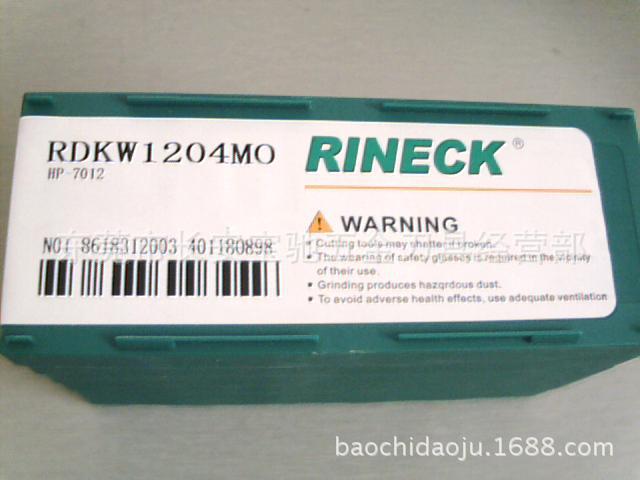 RDKW1204MO
HP-7012
RINECK®
WARNING
Cutting tools may shatter if broken.
The wearing of safety glasses is required in the vicinity
of their use.
Grinding produces hazqrdous dust.
To avoid adverse health effects, use adequate ventilation
NO1 8618312003 401180898
baochidaoju.1688.com